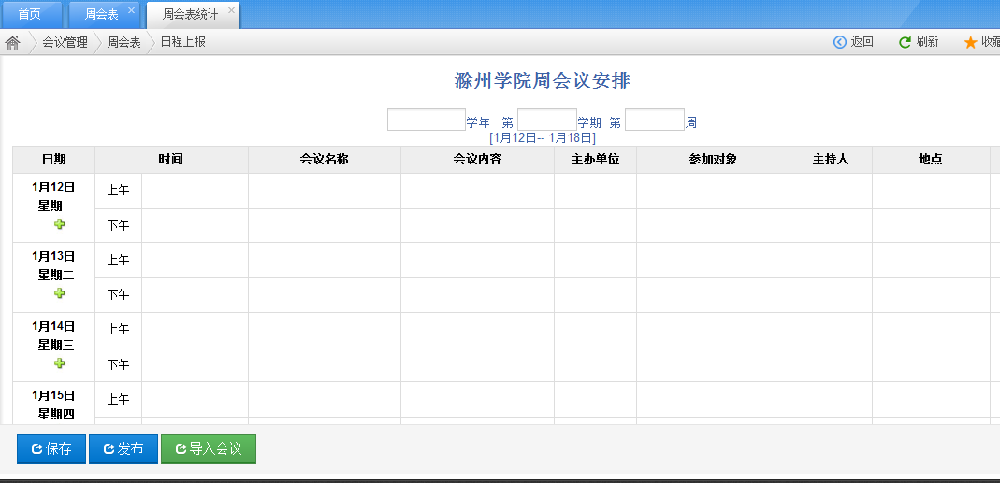 首页 周会表 周会表统计
会议管理 周会表 日程上报 返回 刷新 收藏
滁州学院周会议安排
学年 第 学期 第 周
[1月12日-- 1月18日]
日期 时间 会议名称 会议内容 主办单位 参加对象 主持人 地点
1月12日
星期一
上午
下午
1月13日
星期二
上午
下午
1月14日
星期三
上午
下午
1月15日
星期四
上午
保存 发布 导入会议